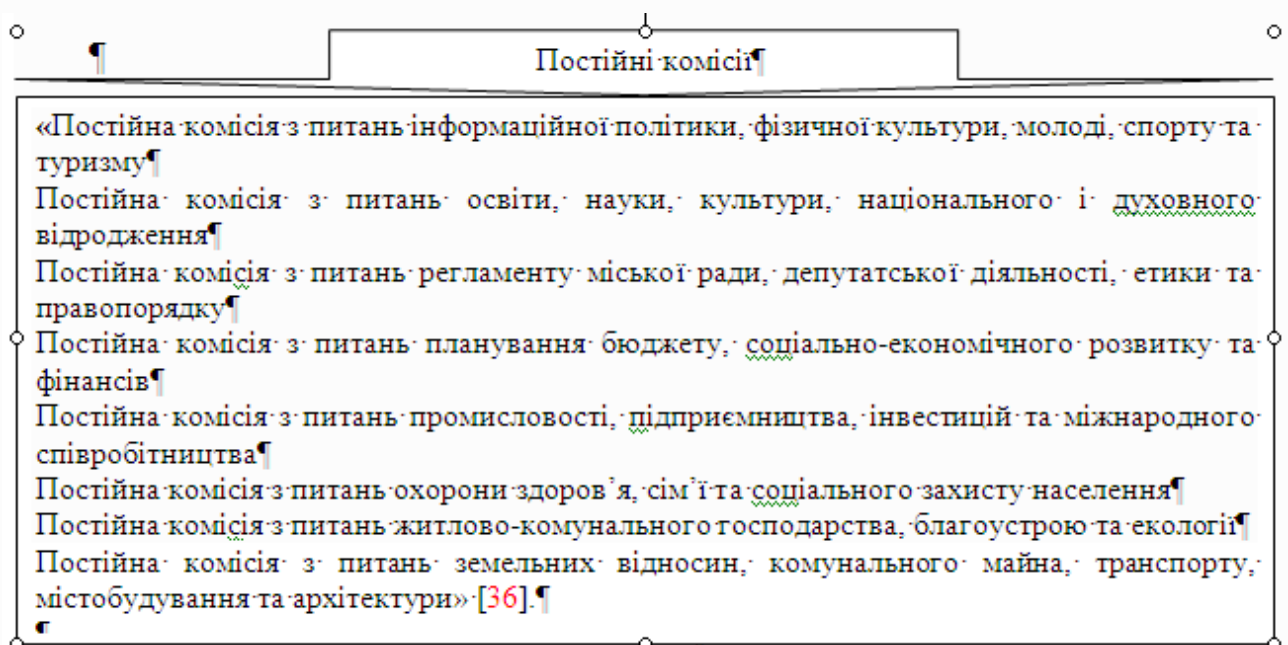 Постійні комісії
«Постійна комісія з питань інформаційної політики, фізичної культури, молоді, спорту та
туризму
Постійна комісія з питань освіти, науки, культури, національного і духовного
відродження
Постійна комісія з питань регламенту міської ради, депутатської діяльності, етики та
правопорядку
Постійна комісія з питань планування бюджету, соціально-економічного розвитку та
фінансів
Постійна комісія з питань промисловості, підприємництва, інвестицій та міжнародного
співробітництва
Постійна комісія з питань охорони здоров’я, сім’ї та соціального захисту населення
Постійна комісія з питань житлово-комунального господарства, благоустрою та екології
Постійна комісія з питань земельних відносин, комунального майна, транспорту,
містобудування та архітектури» [36].